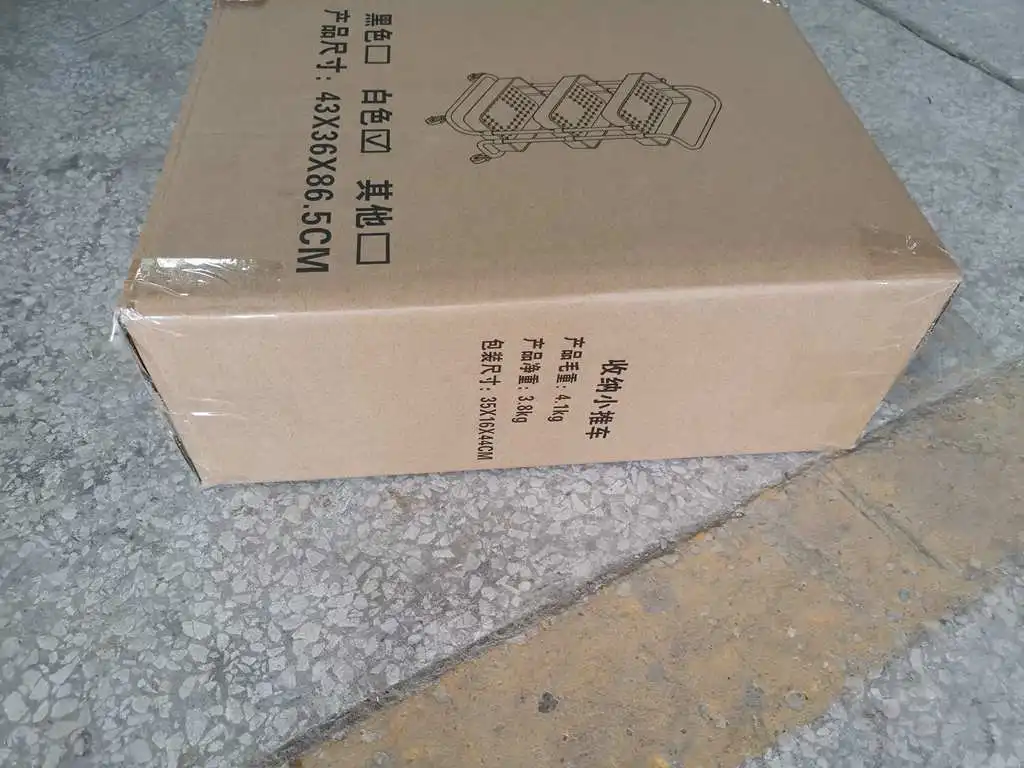 黑色□ 白色☑ 其他□
产品尺寸：43X36X86.5CM
收纳小推车
产品毛重：4.1kg
产品净重：3.8kg
包装尺寸：35X16X44CM